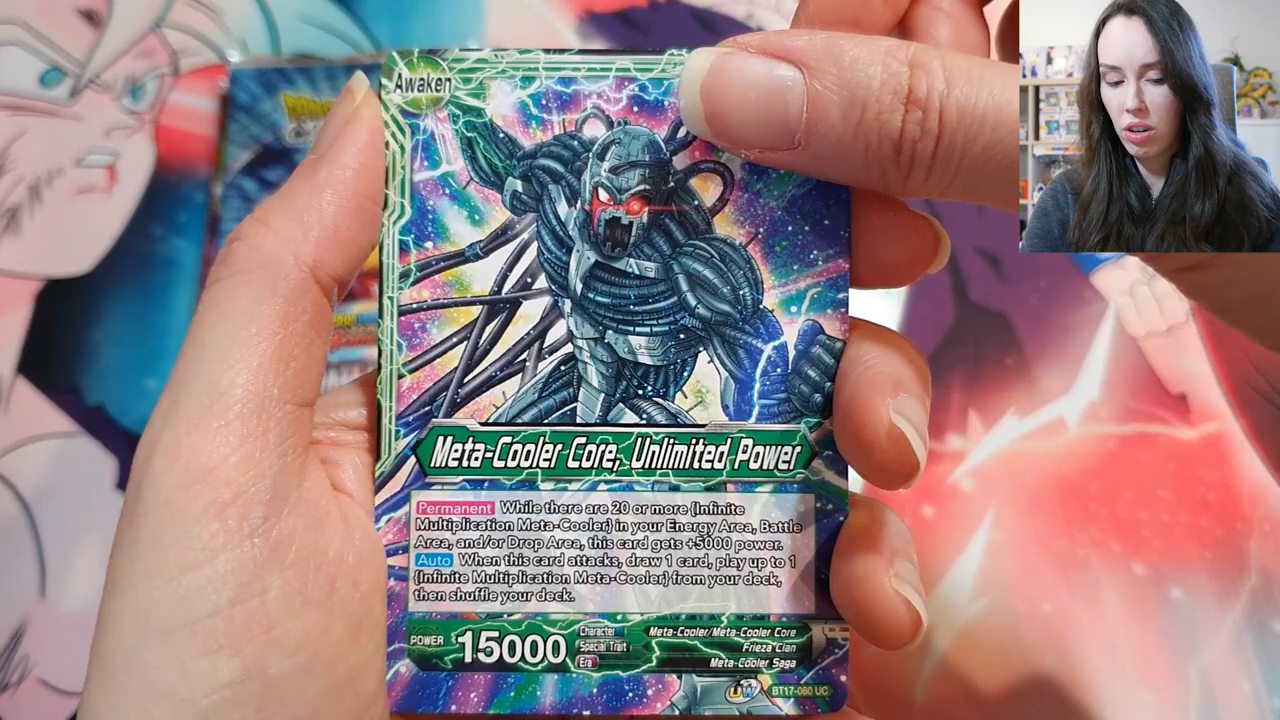 Awaken
Meta-Cooler Core, Unlimited Power
Permanent While there are 20 or more {Infinite
Multiplication Meta-Cooler} in your Energy Area, Battle
Area, and/or Drop Area, this card gets +5000 power.
Auto When this card attacks, draw 1 card, play up to 1
{Infinite Multiplication Meta-Cooler} from your deck,
then shuffle your deck.
POWER 15000
Character Meta-Cooler/Meta-Cooler Core
Special Trait Frieza Clan
Era Meta-Cooler Saga
UW BT17-060 UC